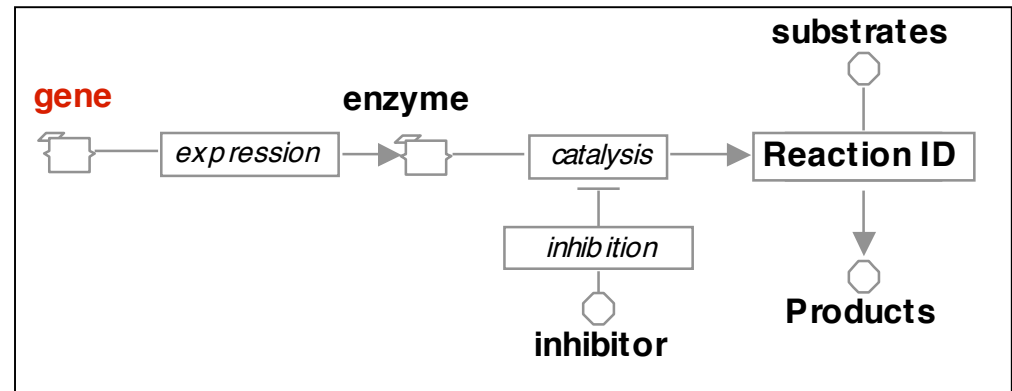 substrates
gene
enzyme
expression
catalysis
Reaction ID
inhibition
Products
inhibitor